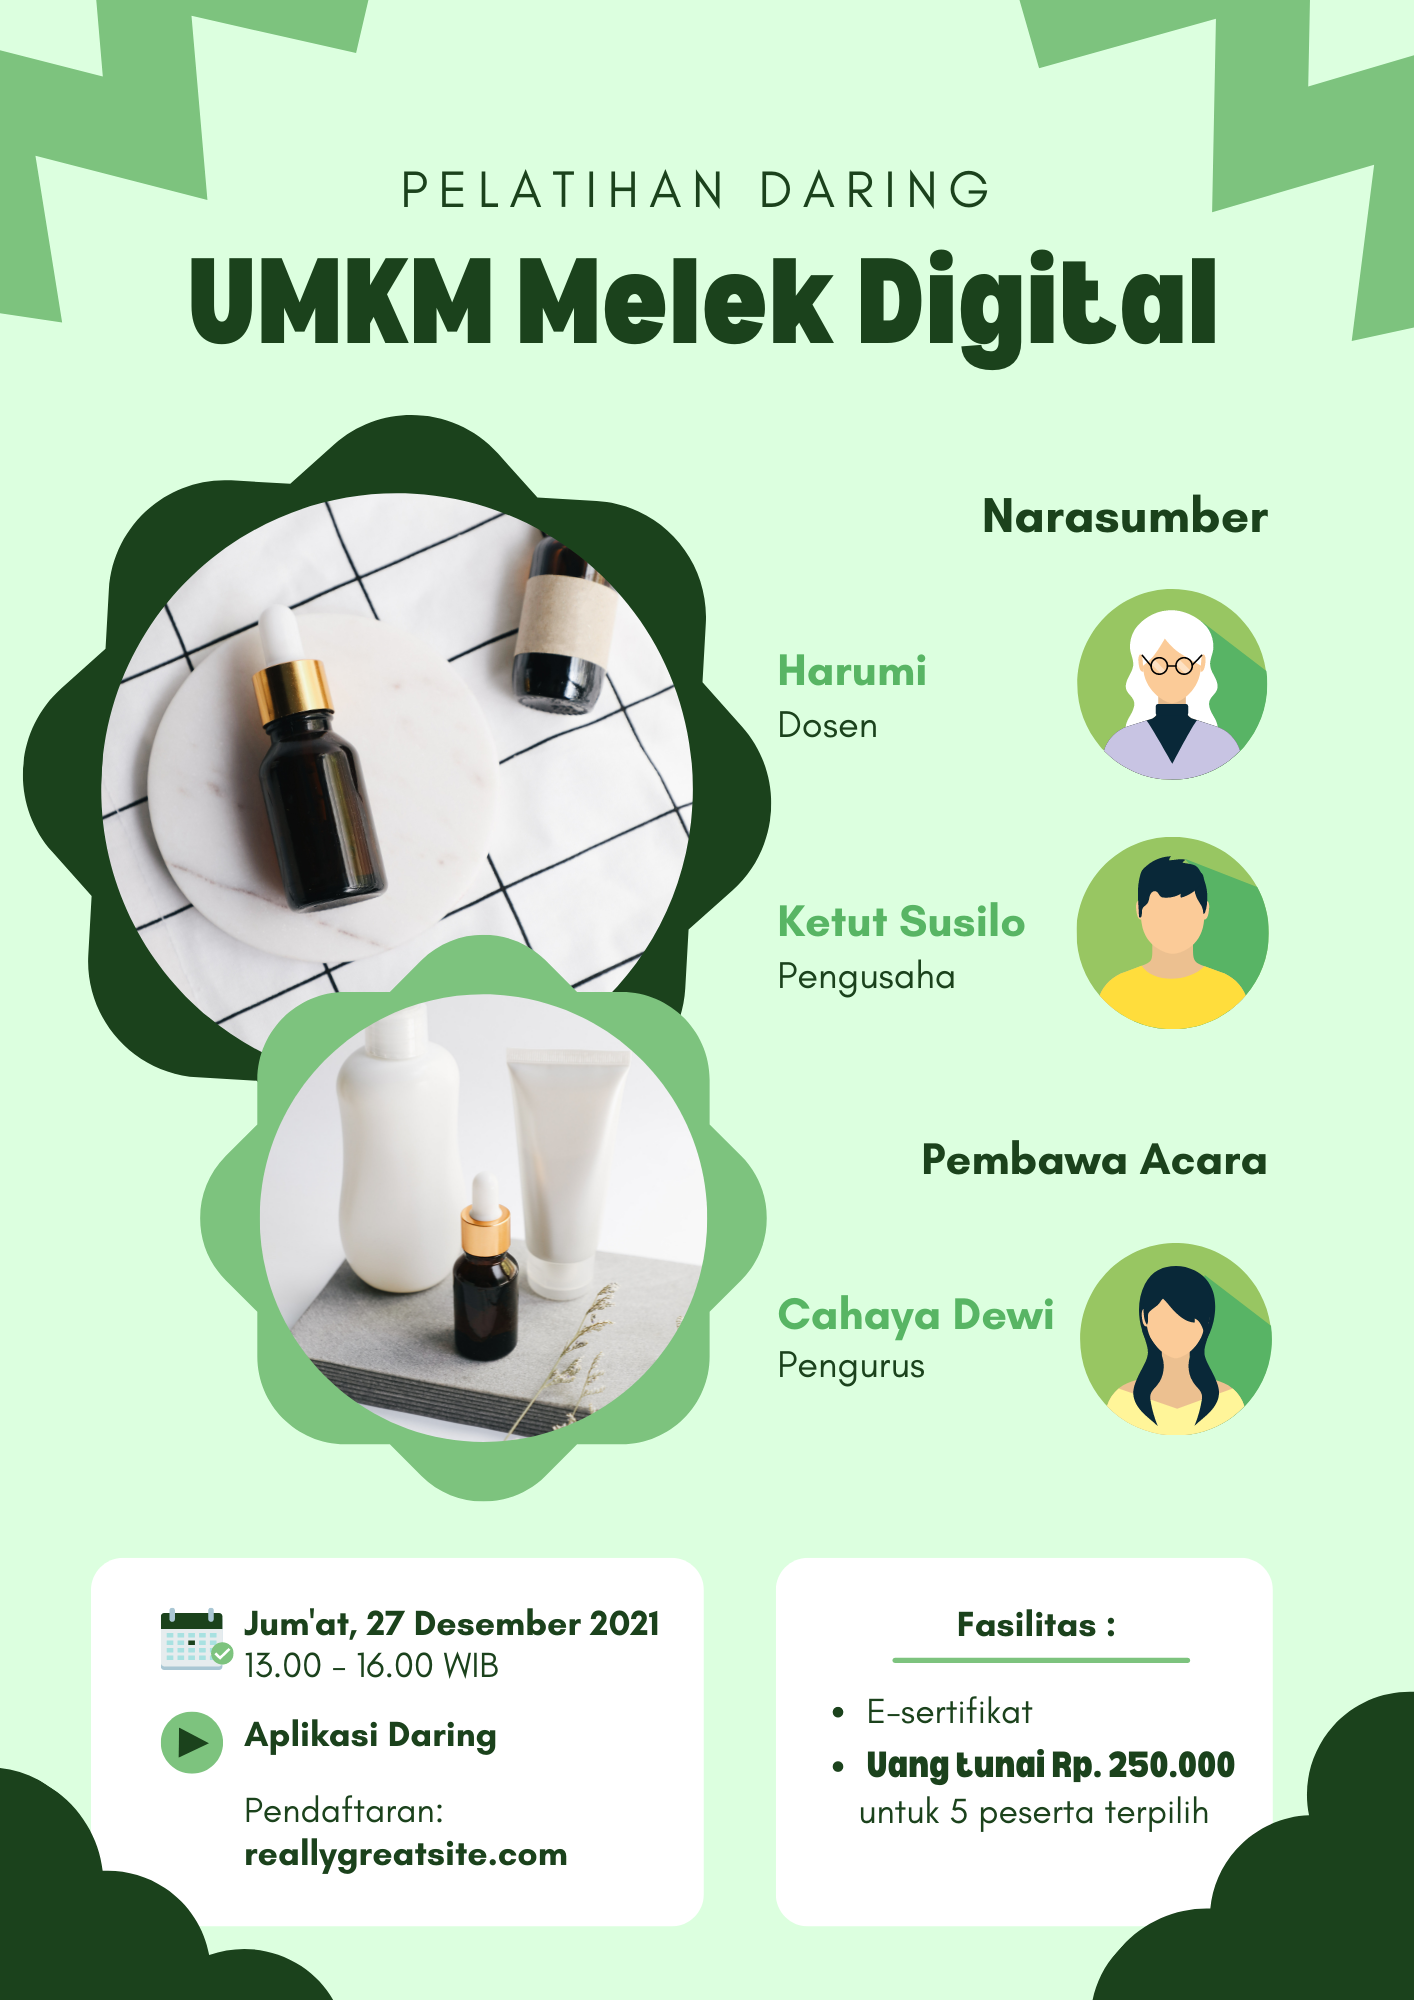 PELATIHAN DARING
UMKM Melek Digital
Narasumber
Harumi
Dosen
Ketut Susilo
Pengusaha
Pembawa Acara
Cahaya Dewi
Pengurus
Jum'at, 27 Desember 2021
13.00 - 16.00 WIB
Aplikasi Daring
Pendaftaran:
reallygreatsite.com
Fasilitas :
• E-sertifikat
• Uang tunai Rp. 250.000
untuk 5 peserta terpilih